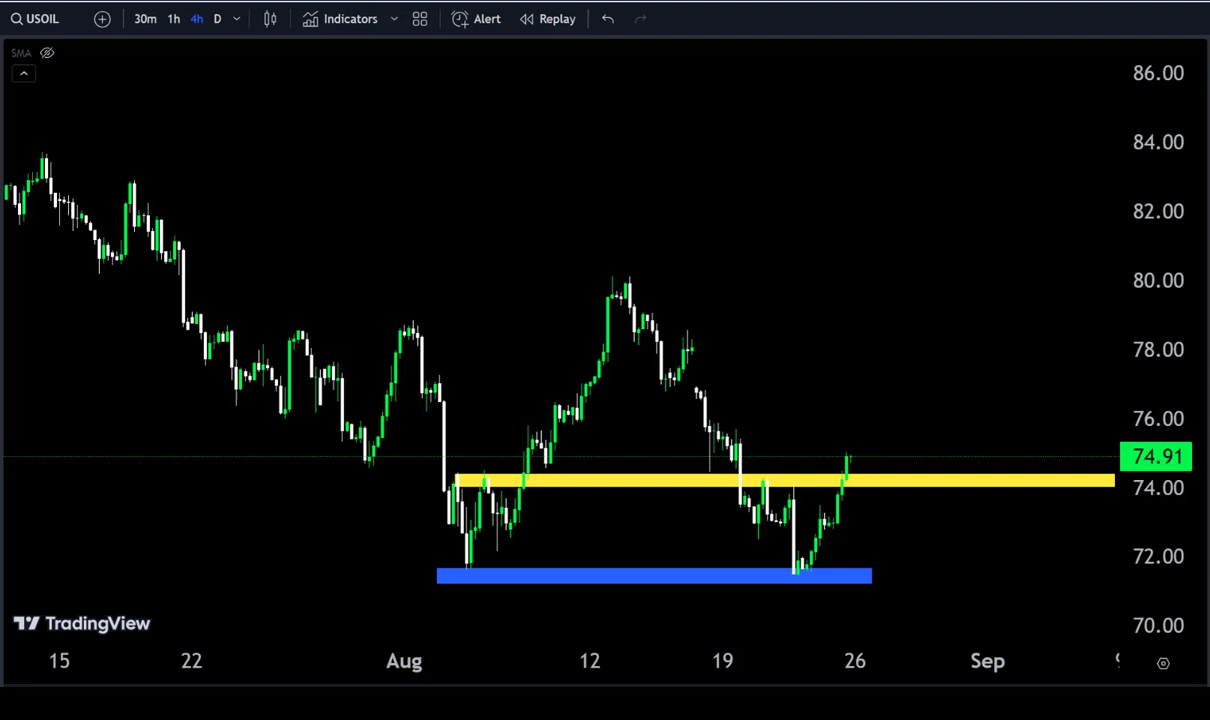 USOIL 30m 1h 4h D Indicators Alert Replay
SMA
86.00
84.00
82.00
80.00
78.00
76.00
74.91
74.00
72.00
70.00
TradingView
15 22 Aug 12 19 26 Sep